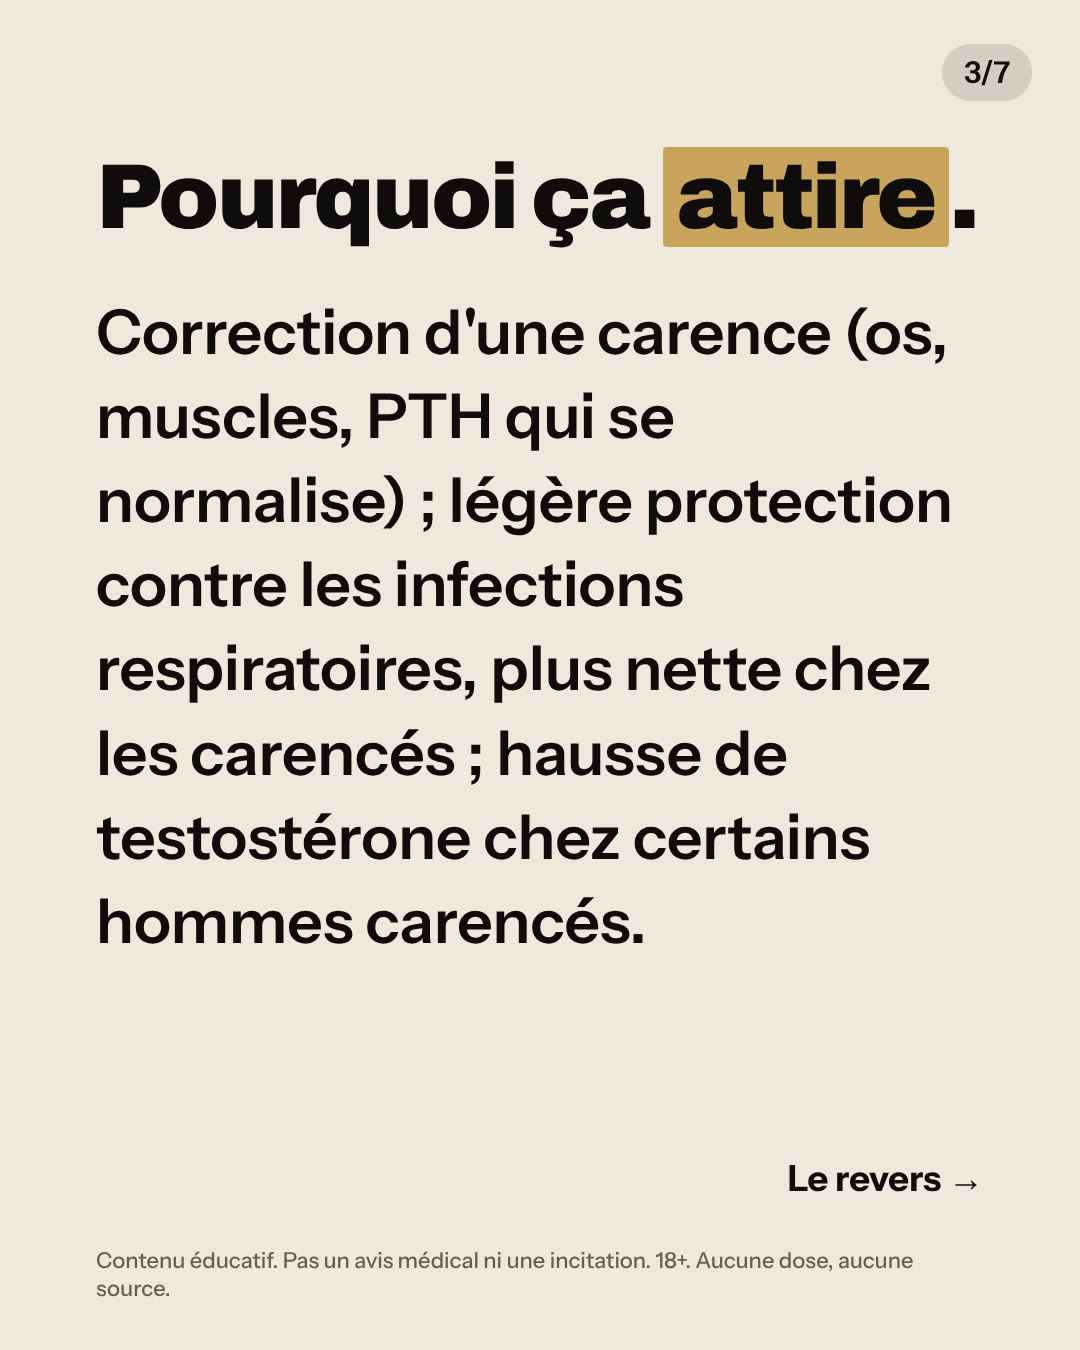 3/7
Pourquoi ça attire.
Correction d'une carence (os,
muscles, PTH qui se
normalise) ; légère protection
contre les infections
respiratoires, plus nette chez
les carencés ; hausse de
testostérone chez certains
hommes carencés.
Le revers →
Contenu éducatif. Pas un avis médical ni une incitation. 18+. Aucune dose, aucune
source.